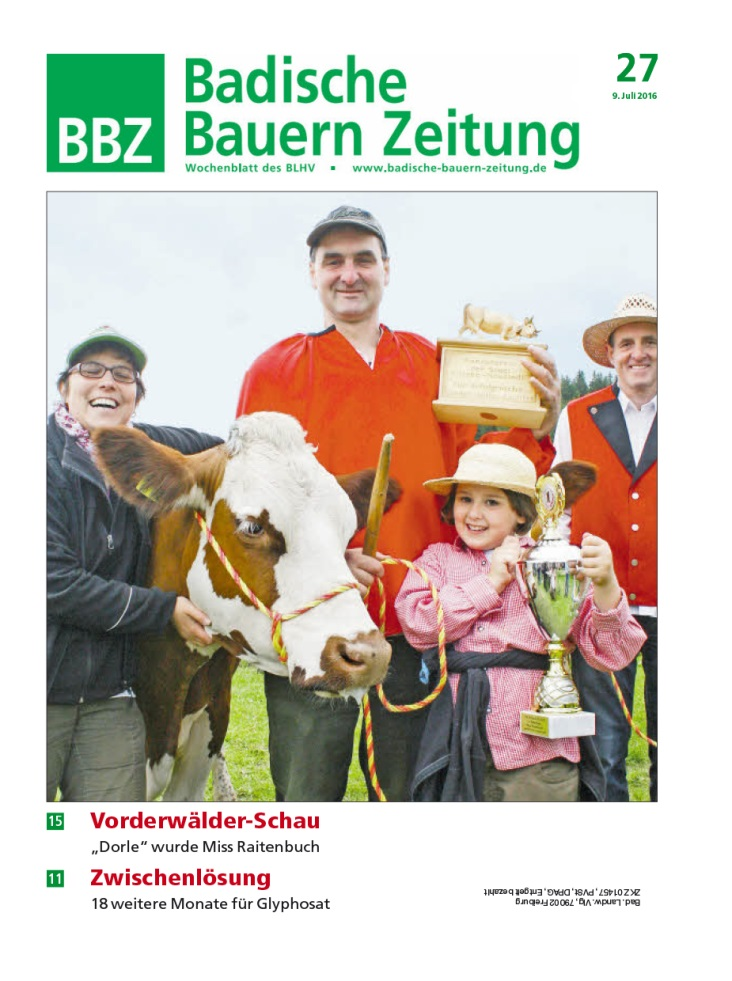 BBZ
Badische
Bauern Zeitung
Wochenblatt des BLHV ▪ www.badische-bauern-zeitung.de
27
9. Juli 2016
15 Vorderwälder-Schau
„Dorle“ wurde Miss Raitenbuch
11 Zwischenlösung
18 weitere Monate für Glyphosat
Bad. Landw. Vlg, 79002 Freiburg
ZKZ 01457, PVSt, DPAG, Entgelt bezahlt